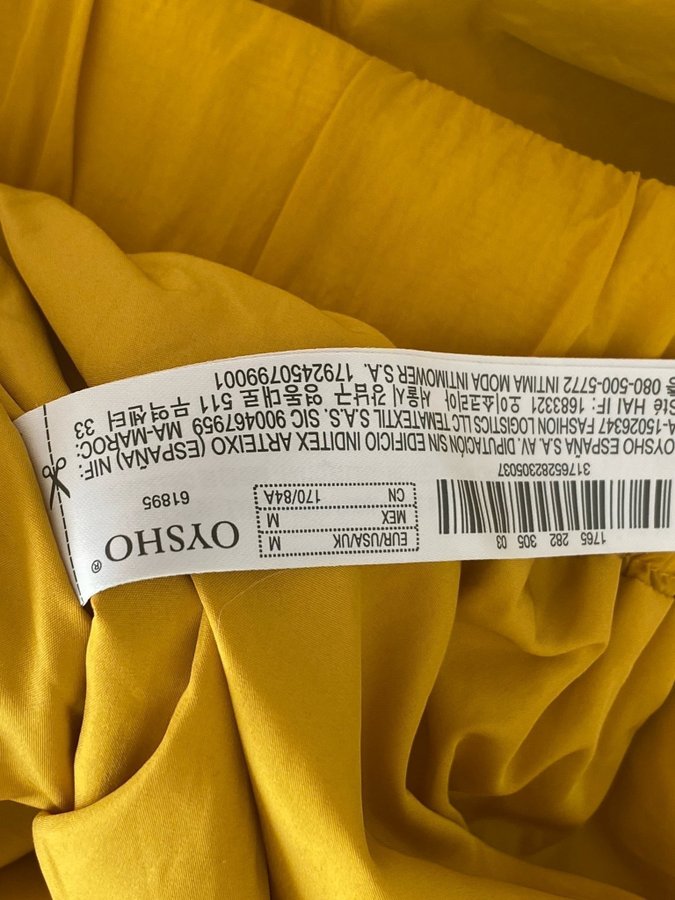 OYSHO®
61895
EUR/USA/UK M
MEX M
CN 170/84A
1765 282 305 03
31765282305037
OYSHO ESPAÑA S.A. AV. DIPUTACIÓN SIN EDIFICIO INDITEX ARTEIXO (ESPAÑA) NIF:
A-15026347 FASHION LOGISTICS LLC TEMATEXTIL S.A.S. SIC 900467959 MA-MAROC:
Sté HAI IF: 1683321 오이쇼코리아 서울시 강남구 영동대로 511 무역센터 33
층 080-500-5772 INTIMA MODA INTIMOWER S.A. 1792450799001